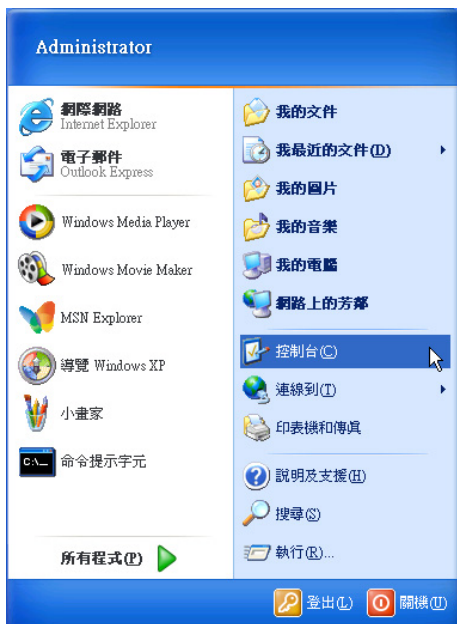 Administrator
網際網路
Internet Explorer
電子郵件
Outlook Express
Windows Media Player
Windows Movie Maker
MSN Explorer
導覽 Windows XP
小畫家
C:\_
命令提示字元
所有程式(P)
我的文件
我最近的文件(D)
我的圖片
我的音樂
我的電腦
網路上的芳鄰
控制台(C)
連線到(T)
印表機和傳真
說明及支援(H)
搜尋(S)
執行(R)...
登出(L)
關機(U)